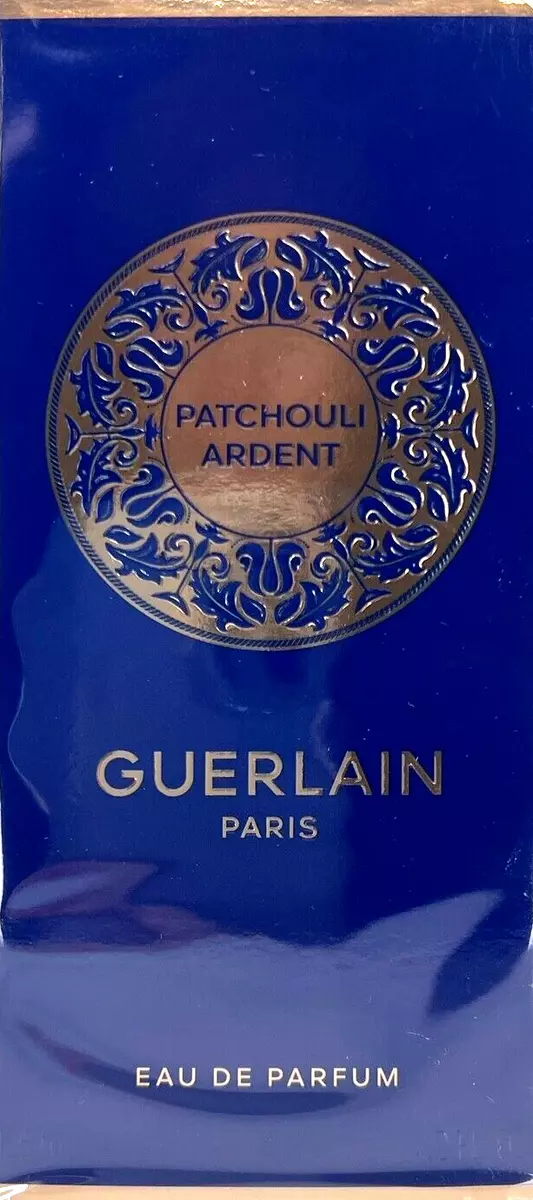 PATCHOULI
ARDENT
GUERLAIN
PARIS
EAU DE PARFUM